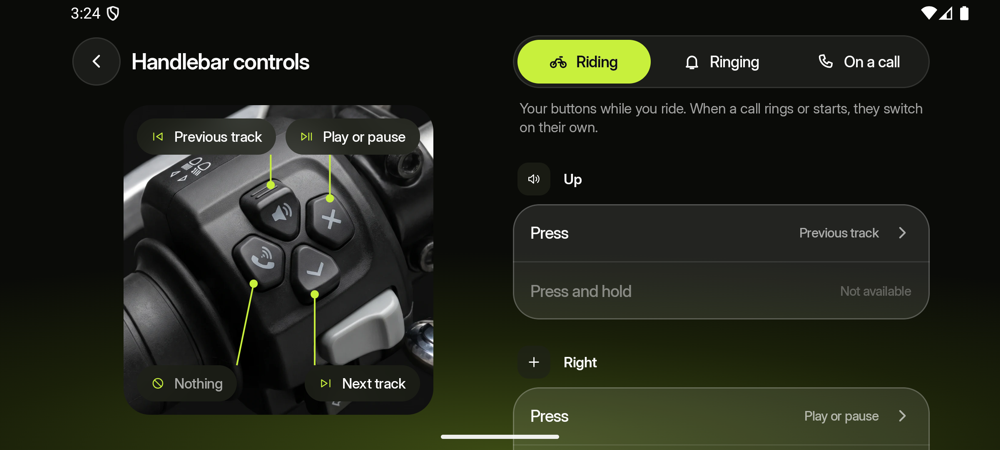 3:24
Handlebar controls
Previous track
Play or pause
Nothing
Next track
Riding
Ringing
On a call
Your buttons while you ride. When a call rings or starts, they switch
on their own.
Up
Press
Previous track
Press and hold
Not available
Right
Press
Play or pause